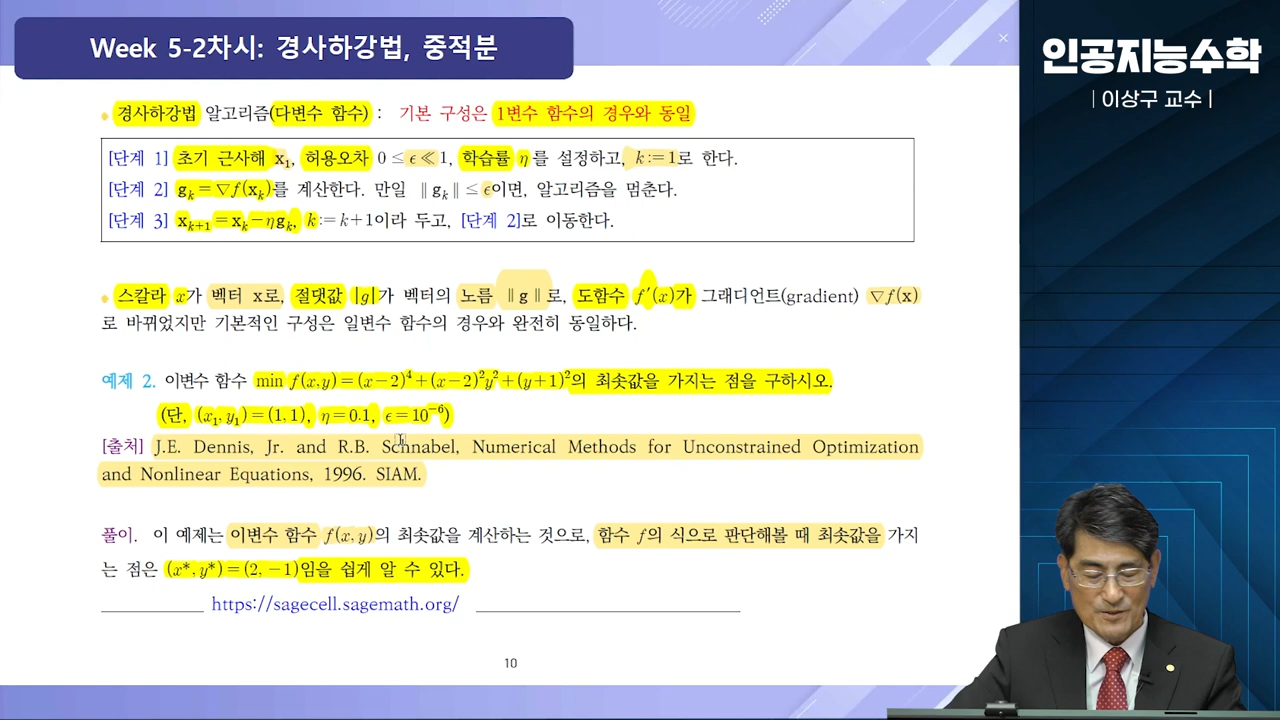 Week 5-2차시: 경사하강법, 중적분
인공지능수학
| 이상구 교수 |
• 경사하강법 알고리즘(다변수 함수) : 기본 구성은 1변수 함수의 경우와 동일
[단계 1] 초기 근사해 x₁, 허용오차 0 ≤ ϵ ≪ 1, 학습률 η 를 설정하고, k := 1로 한다.
[단계 2] gₖ = ∇f(xₖ)를 계산한다. 만일 ∥gₖ∥ ≤ ϵ이면, 알고리즘을 멈춘다.
[단계 3] xₖ₊₁ = xₖ − ηgₖ, k := k+1이라 두고, [단계 2]로 이동한다.
• 스칼라 x가 벡터 x로, 절댓값 |g|가 벡터의 노름 ∥g∥로, 도함수 f′(x)가 그래디언트(gradient) ∇f(x)
로 바뀌었지만 기본적인 구성은 일변수 함수의 경우와 완전히 동일하다.
예제 2. 이변수 함수 min f(x,y) = (x−2)⁴+(x−2)²y²+(y+1)²의 최솟값을 가지는 점을 구하시오.
(단, (x₁, y₁) = (1, 1), η = 0.1, ϵ = 10⁻⁶)
[출처] J.E. Dennis, Jr. and R.B. Schnabel, Numerical Methods for Unconstrained Optimization
and Nonlinear Equations, 1996. SIAM.
풀이. 이 예제는 이변수 함수 f(x,y)의 최솟값을 계산하는 것으로, 함수 f의 식으로 판단해볼 때 최솟값을 가지
는 점은 (x*, y*) = (2, −1)임을 쉽게 알 수 있다.
https://sagecell.sagemath.org/
10